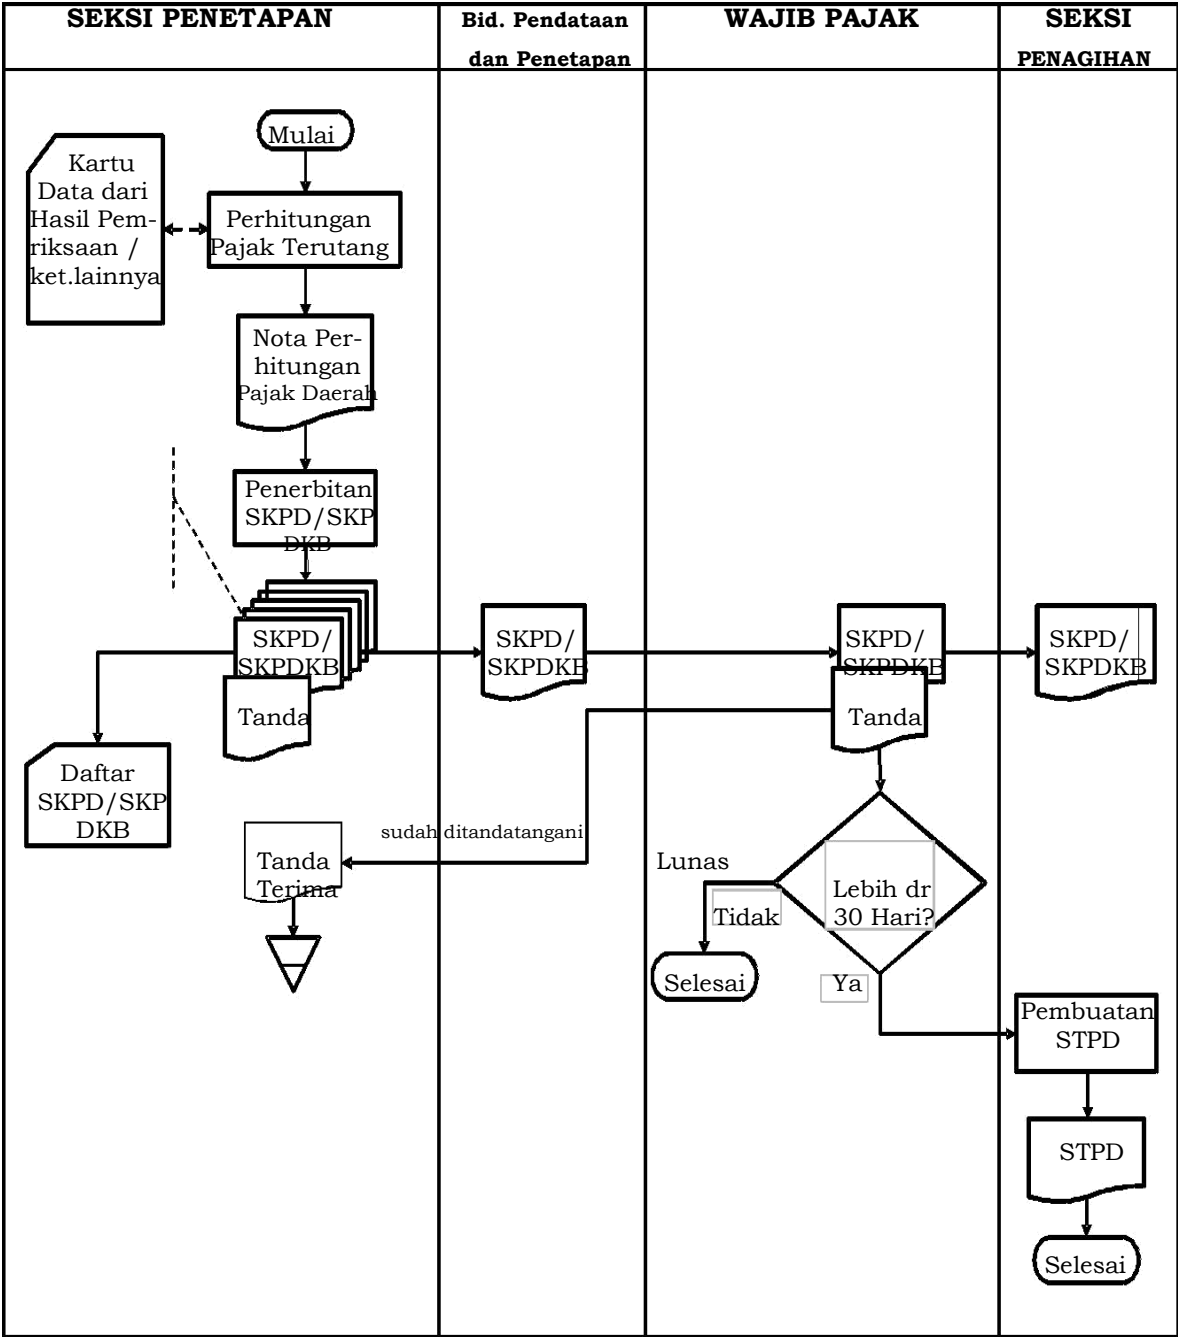 SEKSI PENETAPAN
Bid. Pendataan
dan Penetapan
WAJIB PAJAK
SEKSI
PENAGIHAN
Mulai
Kartu
Data dari
Hasil Pem-
riksaan /
ket.lainnya
Perhitungan
Pajak Terutang
Nota Per-
hitungan
Pajak Daerah
Penerbitan
SKPD/SKP
DKB
SKPD/
SKPDKB
Tanda
SKPD/
SKPDKB
SKPD/
SKPDKB
Tanda
SKPD/
SKPDKB
Daftar
SKPD/SKP
DKB
sudah ditandatangani
Tanda
Terima
Lunas
Tidak
Lebih dr
30 Hari?
Selesai
Ya
Pembuatan
STPD
STPD
Selesai